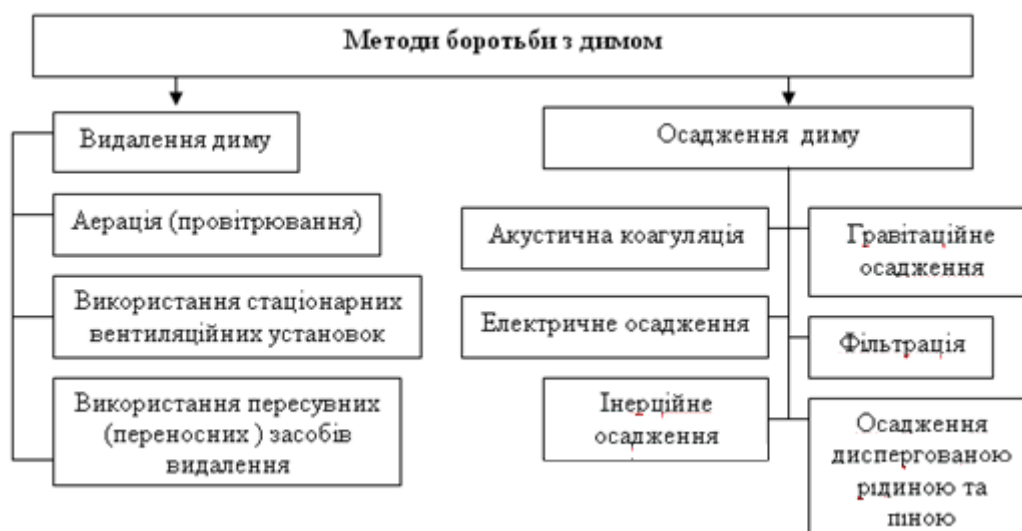 Методи боротьби з димом
Видалення диму
Аерація (провітрювання)
Використання стаціонарних
вентиляційних установок
Використання пересувних
(переносних ) засобів
видалення
Осадження диму
Акустична коагуляція
Електричне осадження
Інерційне
осадження
Гравітаційне
осадження
Фільтрація
Осадження
диспергованою
рідиною та
піною